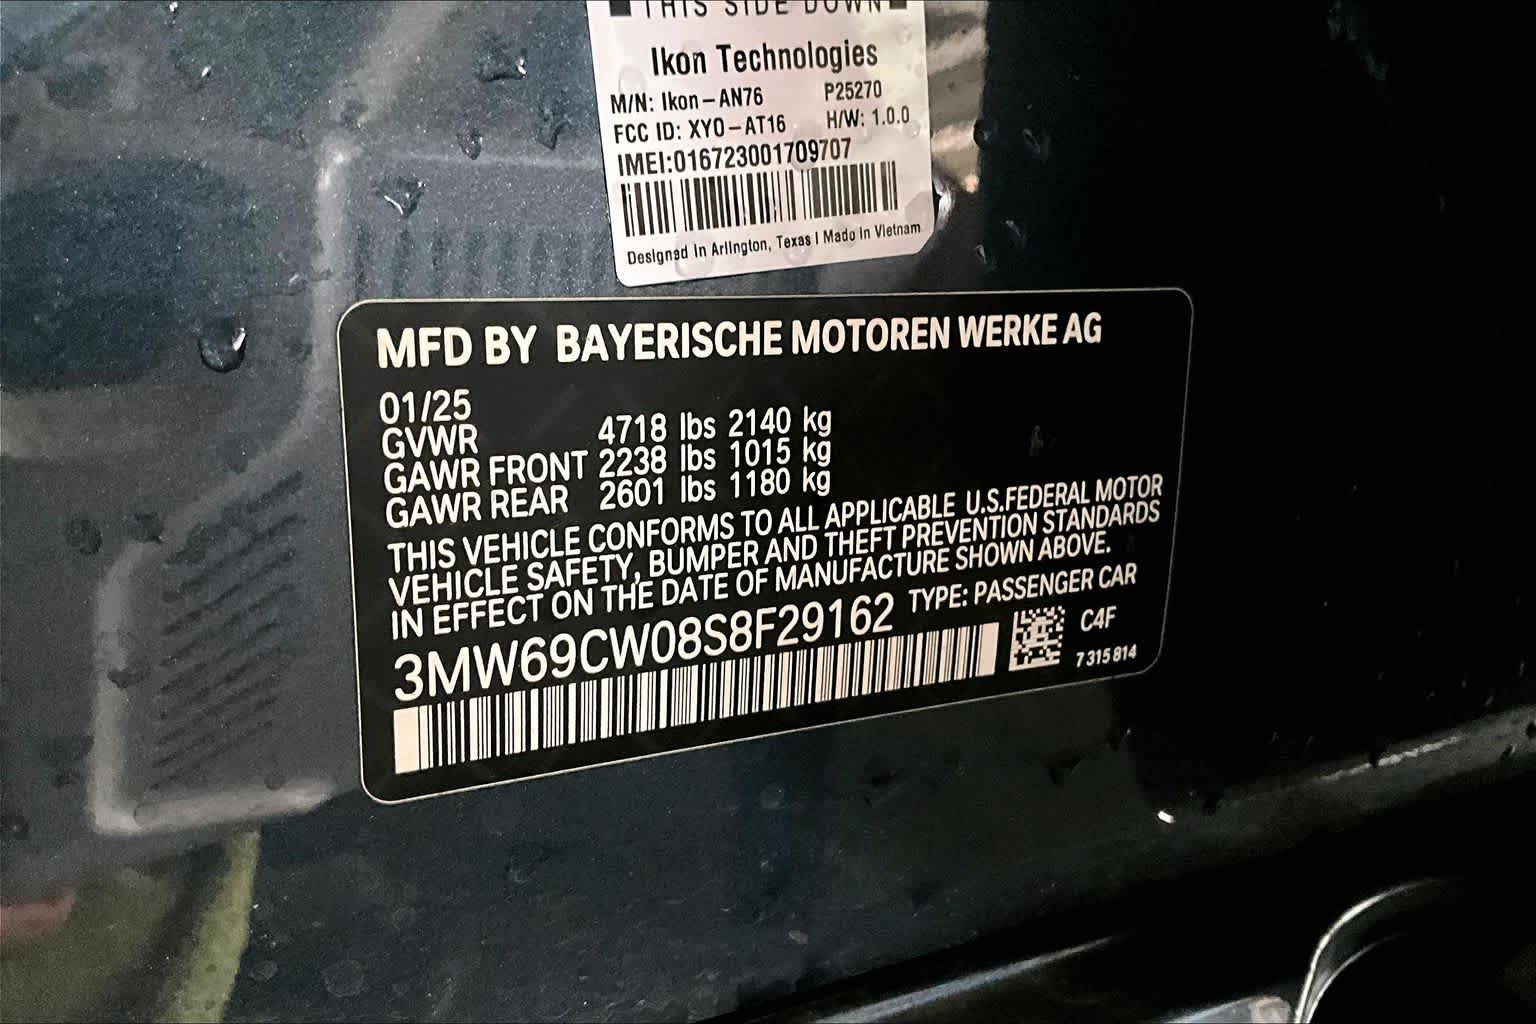 THIS SIDE DOWN
Ikon Technologies
M/N: Ikon-AN76 P25270
FCC ID: XYO-AT16 H/W: 1.0.0
IMEI:016723001709707
Designed in Arlington, Texas | Made in Vietnam
MFD BY BAYERISCHE MOTOREN WERKE AG
01/25
GVWR 4718 lbs 2140 kg
GAWR FRONT 2238 lbs 1015 kg
GAWR REAR 2601 lbs 1180 kg
THIS VEHICLE CONFORMS TO ALL APPLICABLE U.S.FEDERAL MOTOR
VEHICLE SAFETY, BUMPER AND THEFT PREVENTION STANDARDS
IN EFFECT ON THE DATE OF MANUFACTURE SHOWN ABOVE.
3MW69CW08S8F29162 TYPE: PASSENGER CAR
C4F
7315814